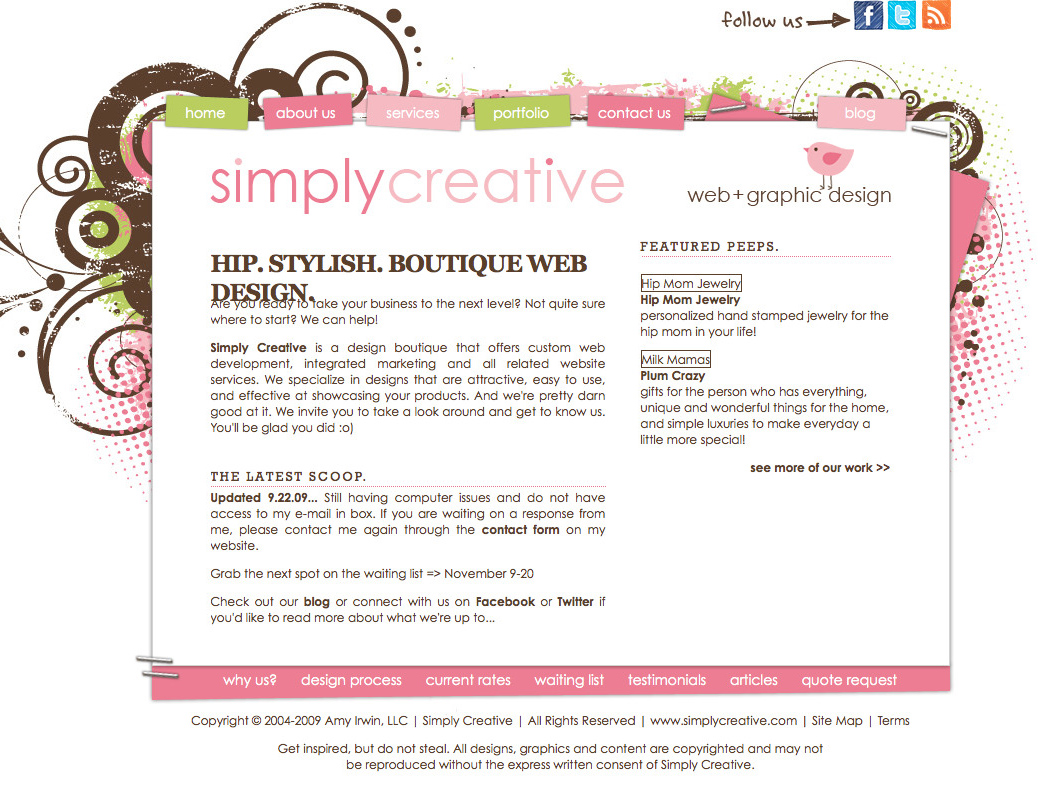 follow us
home about us services portfolio contact us blog
simplycreative
web+graphic design
HIP. STYLISH. BOUTIQUE WEB
DESIGN.
Are you ready to take your business to the next level? Not quite sure
where to start? We can help!
Simply Creative is a design boutique that offers custom web
development, integrated marketing and all related website
services. We specialize in designs that are attractive, easy to use,
and effective at showcasing your products. And we're pretty darn
good at it. We invite you to take a look around and get to know us.
You'll be glad you did :o)
THE LATEST SCOOP.
Updated 9.22.09... Still having computer issues and do not have
access to my e-mail in box. If you are waiting on a response from
me, please contact me again through the contact form on my
website.
Grab the next spot on the waiting list => November 9-20
Check out our blog or connect with us on Facebook or Twitter if
you'd like to read more about what we're up to...
FEATURED PEEPS.
Hip Mom Jewelry
Hip Mom Jewelry
personalized hand stamped jewelry for the
hip mom in your life!
Milk Mamas
Plum Crazy
gifts for the person who has everything,
unique and wonderful things for the home,
and simple luxuries to make everyday a
little more special!
see more of our work >>
why us? design process current rates waiting list testimonials articles quote request
Copyright © 2004-2009 Amy Irwin, LLC | Simply Creative | All Rights Reserved | www.simplycreative.com | Site Map | Terms
Get inspired, but do not steal. All designs, graphics and content are copyrighted and may not
be reproduced without the express written consent of Simply Creative.